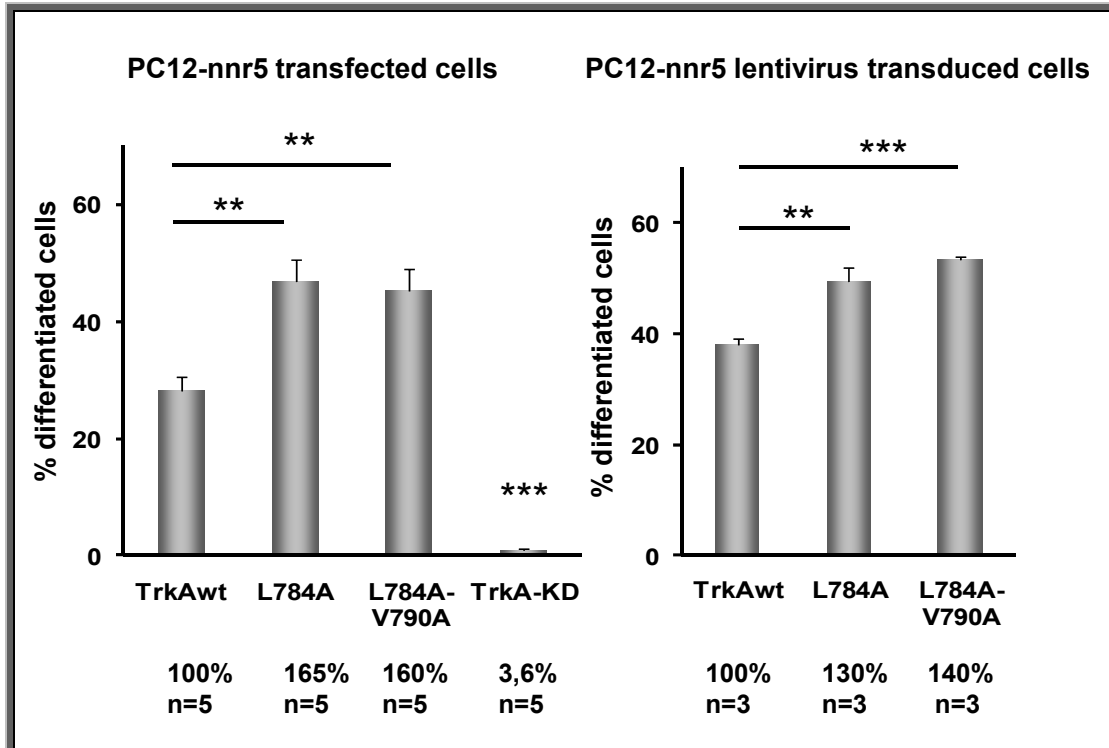 PC12-nnr5 transfected cells
% differentiated cells
60
40
20
0
**
**
***
TrkAwt
L784A
L784A-
V790A
TrkA-KD
100%
n=5
165%
n=5
160%
n=5
3,6%
n=5
PC12-nnr5 lentivirus transduced cells
% differentiated cells
60
40
20
0
***
**
TrkAwt
L784A
L784A-
V790A
100%
n=3
130%
n=3
140%
n=3